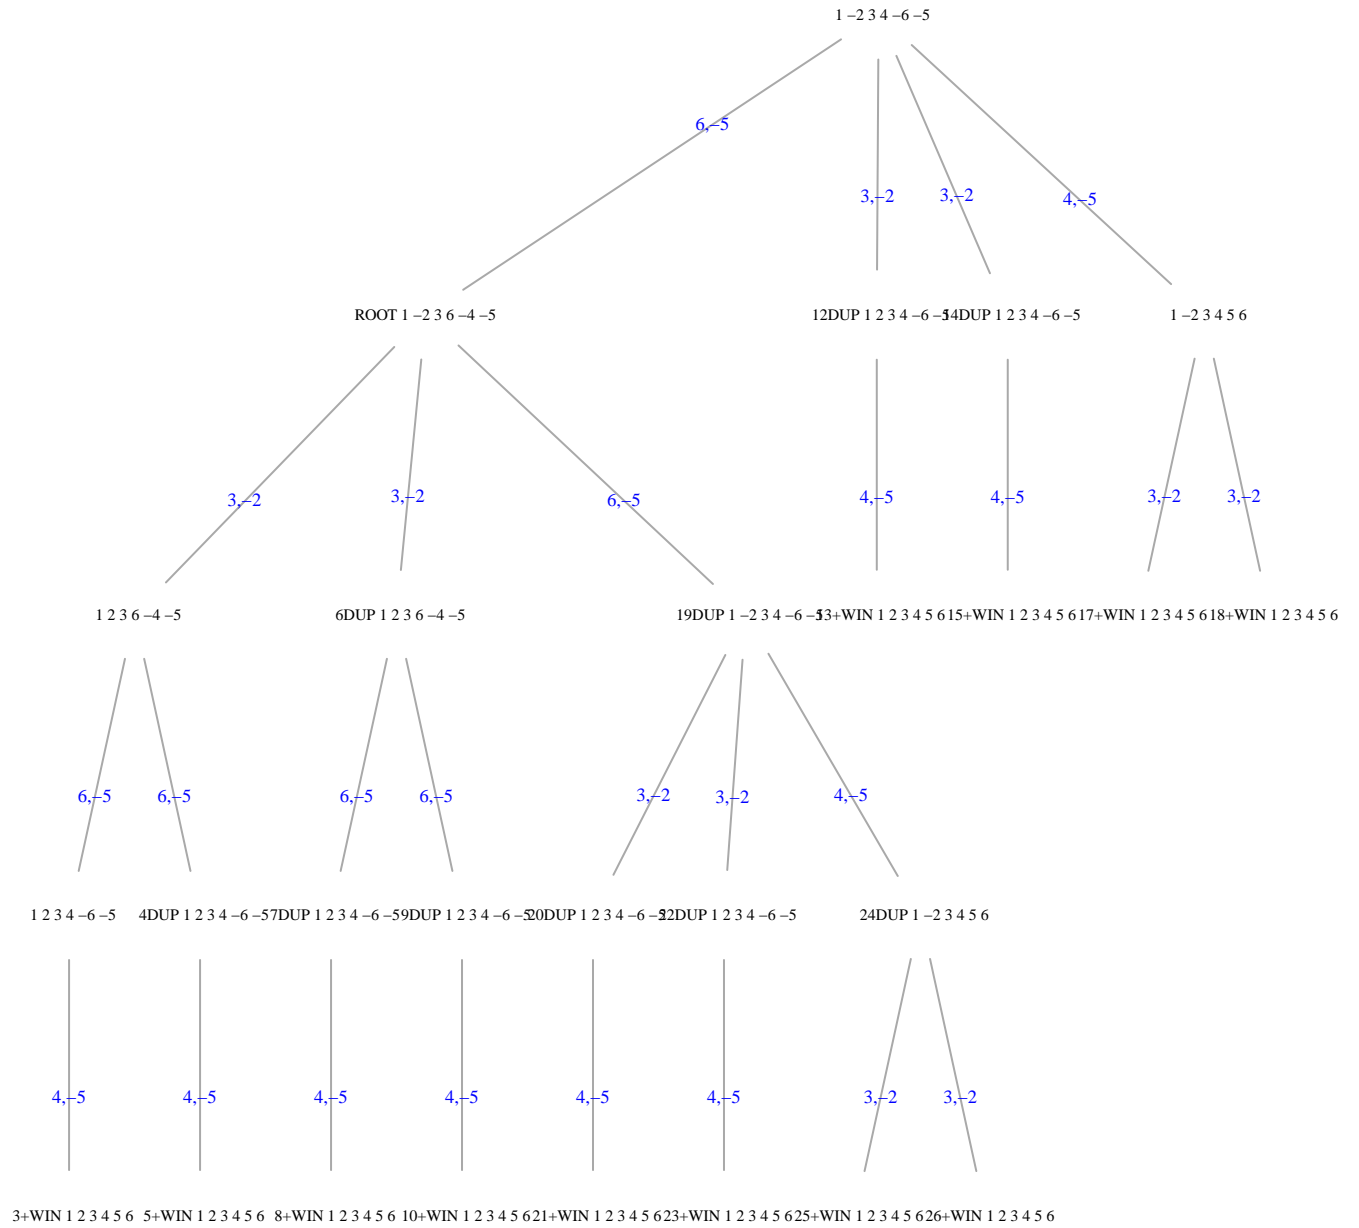 1 –2 3 4 –6 –5
6,–5
3,–2
3,–2
4,–5
ROOT 1 –2 3 6 –4 –5
12DUP 1 2 3 4 –6 –5
14DUP 1 2 3 4 –6 –5
1 –2 3 4 5 6
3,–2
3,–2
6,–5
4,–5
4,–5
3,–2
3,–2
1 2 3 6 –4 –5
6DUP 1 2 3 6 –4 –5
19DUP 1 –2 3 4 –6 –5
13+WIN 1 2 3 4 5 6
15+WIN 1 2 3 4 5 6
17+WIN 1 2 3 4 5 6
18+WIN 1 2 3 4 5 6
6,–5
6,–5
6,–5
6,–5
3,–2
3,–2
4,–5
1 2 3 4 –6 –5
4DUP 1 2 3 4 –6 –5
7DUP 1 2 3 4 –6 –5
9DUP 1 2 3 4 –6 –5
20DUP 1 2 3 4 –6 –5
22DUP 1 2 3 4 –6 –5
24DUP 1 –2 3 4 5 6
4,–5
4,–5
4,–5
4,–5
4,–5
4,–5
3,–2
3,–2
3+WIN 1 2 3 4 5 6
5+WIN 1 2 3 4 5 6
8+WIN 1 2 3 4 5 6
10+WIN 1 2 3 4 5 6
21+WIN 1 2 3 4 5 6
23+WIN 1 2 3 4 5 6
25+WIN 1 2 3 4 5 6
26+WIN 1 2 3 4 5 6